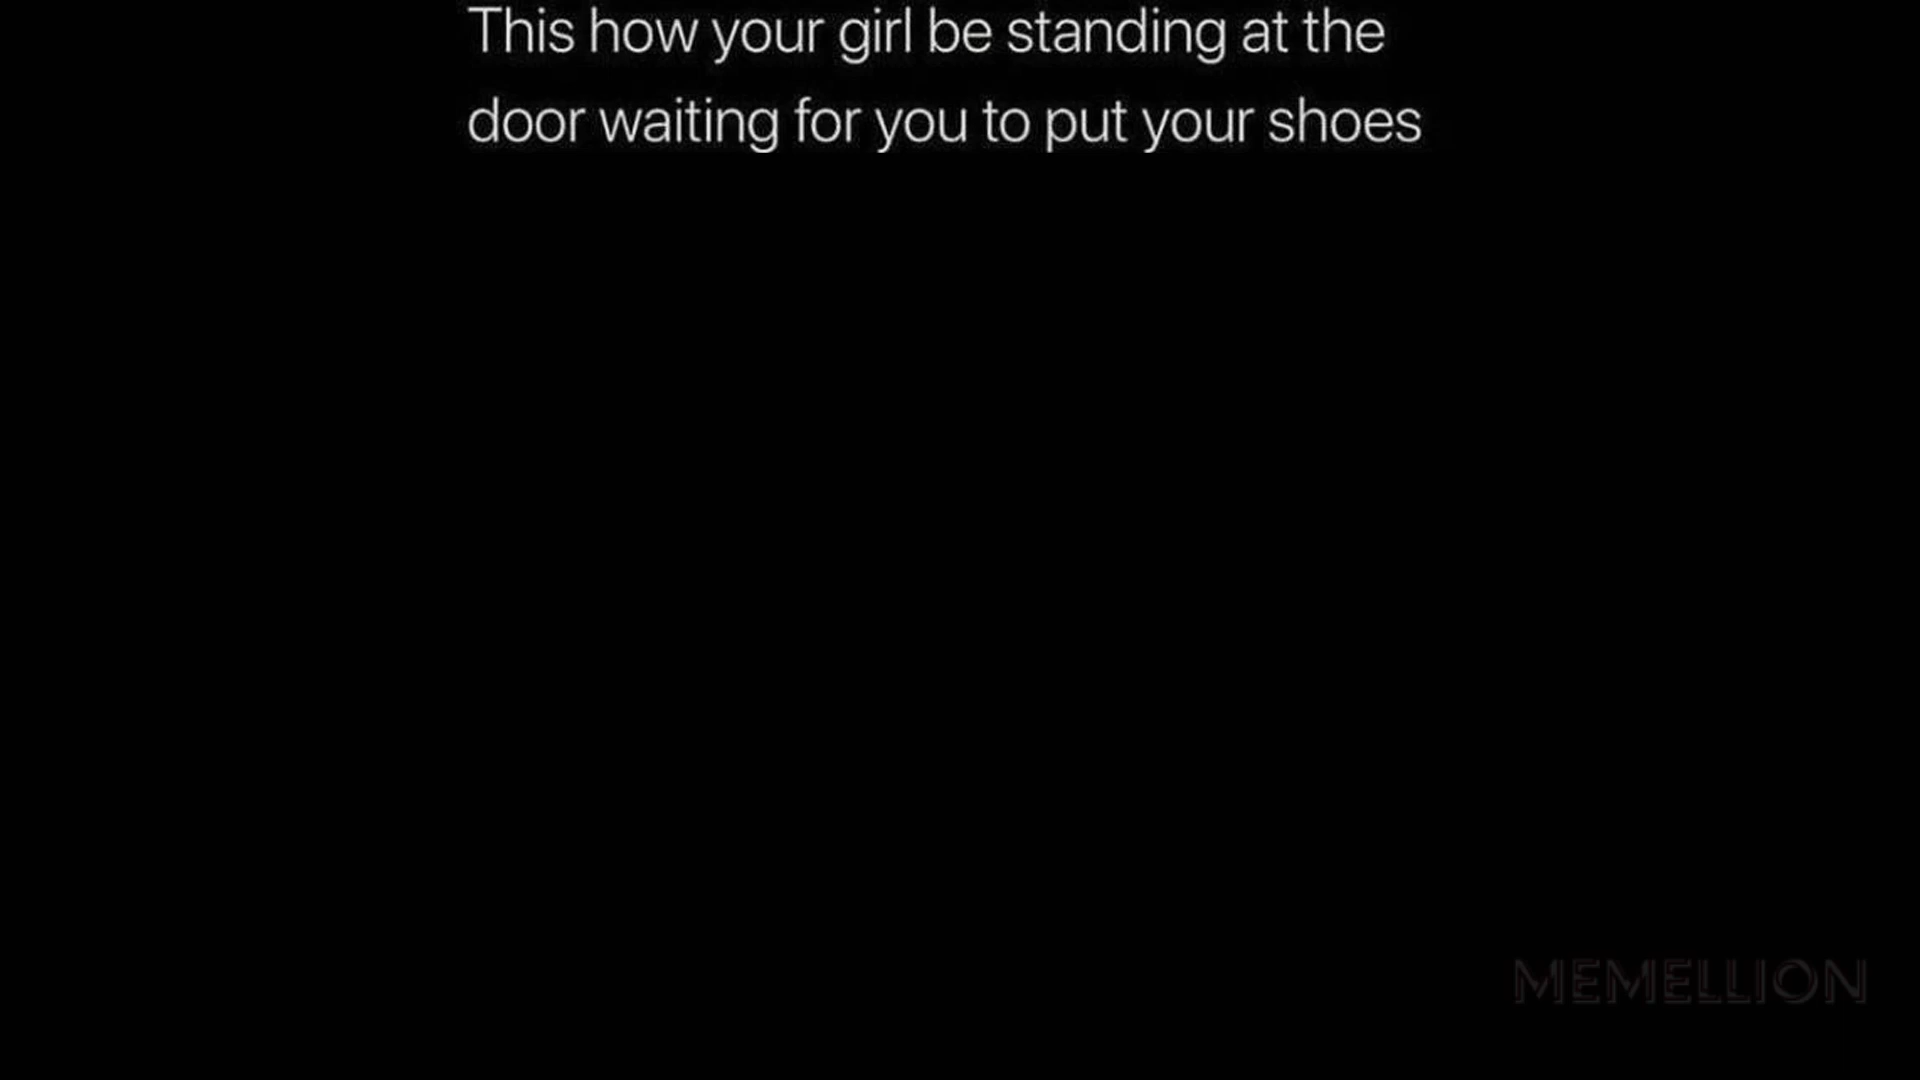 This how your girl be standing at the
door waiting for you to put your shoes
MEMELLION